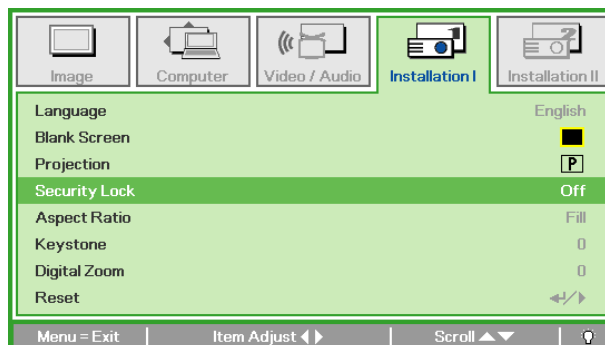 Image Computer Video / Audio Installation I Installation II
Language English
Blank Screen
Projection P
Security Lock Off
Aspect Ratio Fill
Keystone 0
Digital Zoom 0
Reset
Menu = Exit Item Adjust Scroll